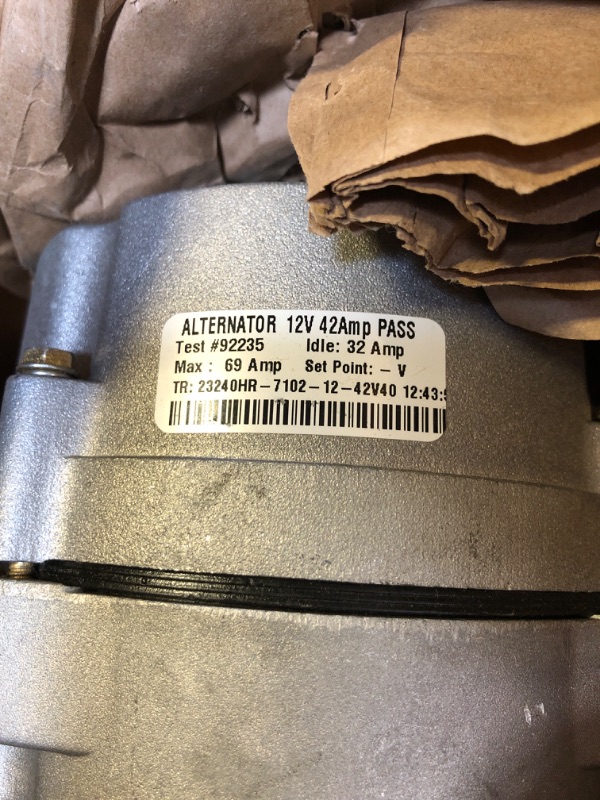 ALTERNATOR 12V 42Amp PASS
Test #92235 Idle: 32 Amp
Max : 69 Amp Set Point: – V
TR: 23240HR–7102–12–42V40 12:43: